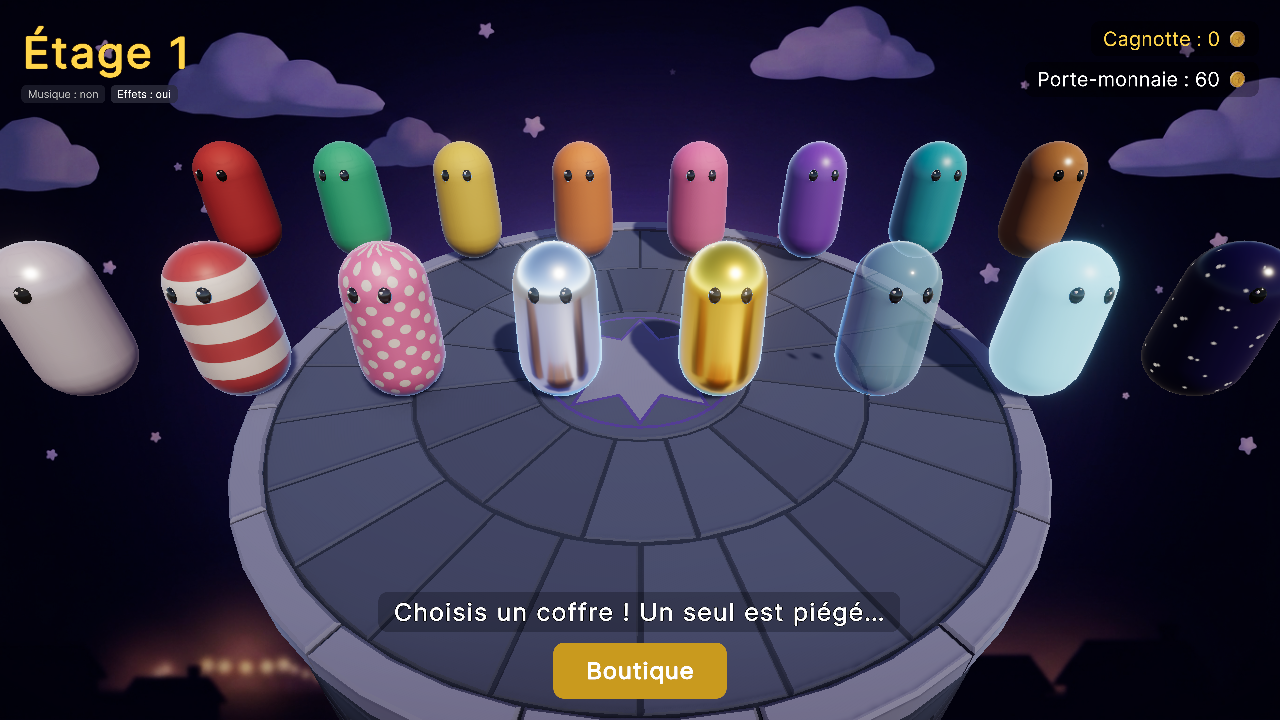 Étage 1
Musique : non
Effets : oui
Cagnotte : 0
Porte-monnaie : 60
Choisis un coffre ! Un seul est piégé...
Boutique